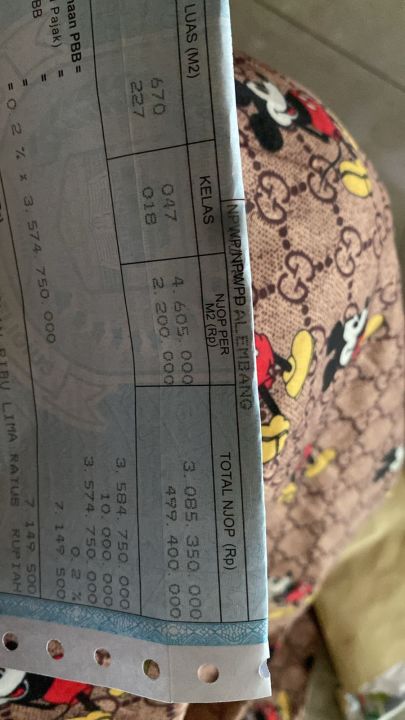 NPWR/NPWPD ALEMBANG
LUAS (M2) KELAS NJOP PER M2 (Rp) TOTAL NJOP (Rp)
670 047 4. 605. 000 3. 085. 350. 000
227 018 2. 200. 000 499. 400. 000
3. 584. 750. 000
10. 000. 000
naan PBB = 3. 574. 750. 000
Pajak) = 0 2 %
= 7. 149. 500
BB = 0 2 % x 3. 574. 750. 000 7 149 500
RIBU LIMA RATUS RUPIAH